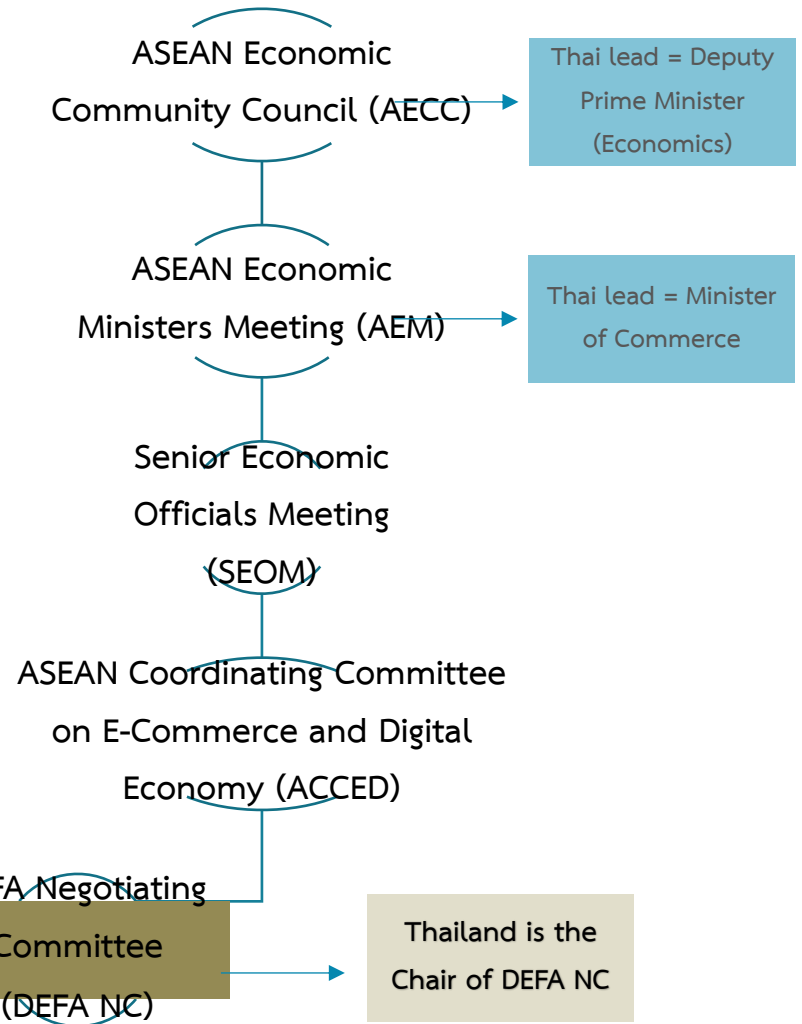 ASEAN Economic
Community Council (AECC)
Thai lead = Deputy
Prime Minister
(Economics)
ASEAN Economic
Ministers Meeting (AEM)
Thai lead = Minister
of Commerce
Senior Economic
Officials Meeting
(SEOM)
ASEAN Coordinating Committee
on E-Commerce and Digital
Economy (ACCED)
FA Negotiating
Committee
(DEFA NC)
Thailand is the
Chair of DEFA NC